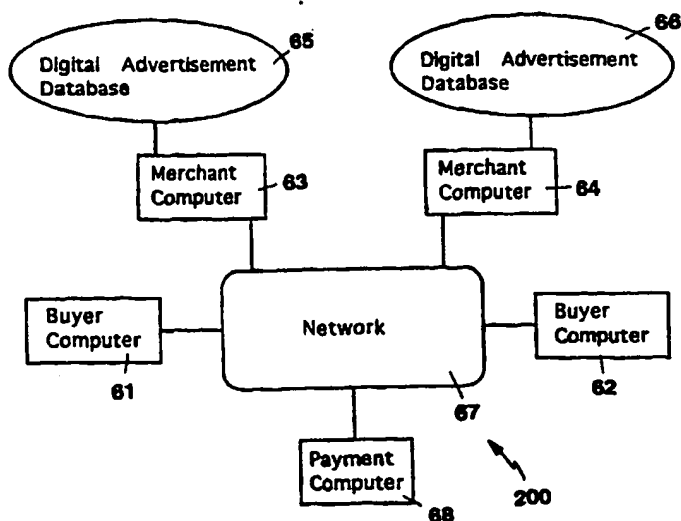 65
Digital Advertisement
Database
66
Digital Advertisement
Database
Merchant
Computer
63
Merchant
Computer
64
Buyer
Computer
61
Network
67
Buyer
Computer
62
Payment
Computer
68
200